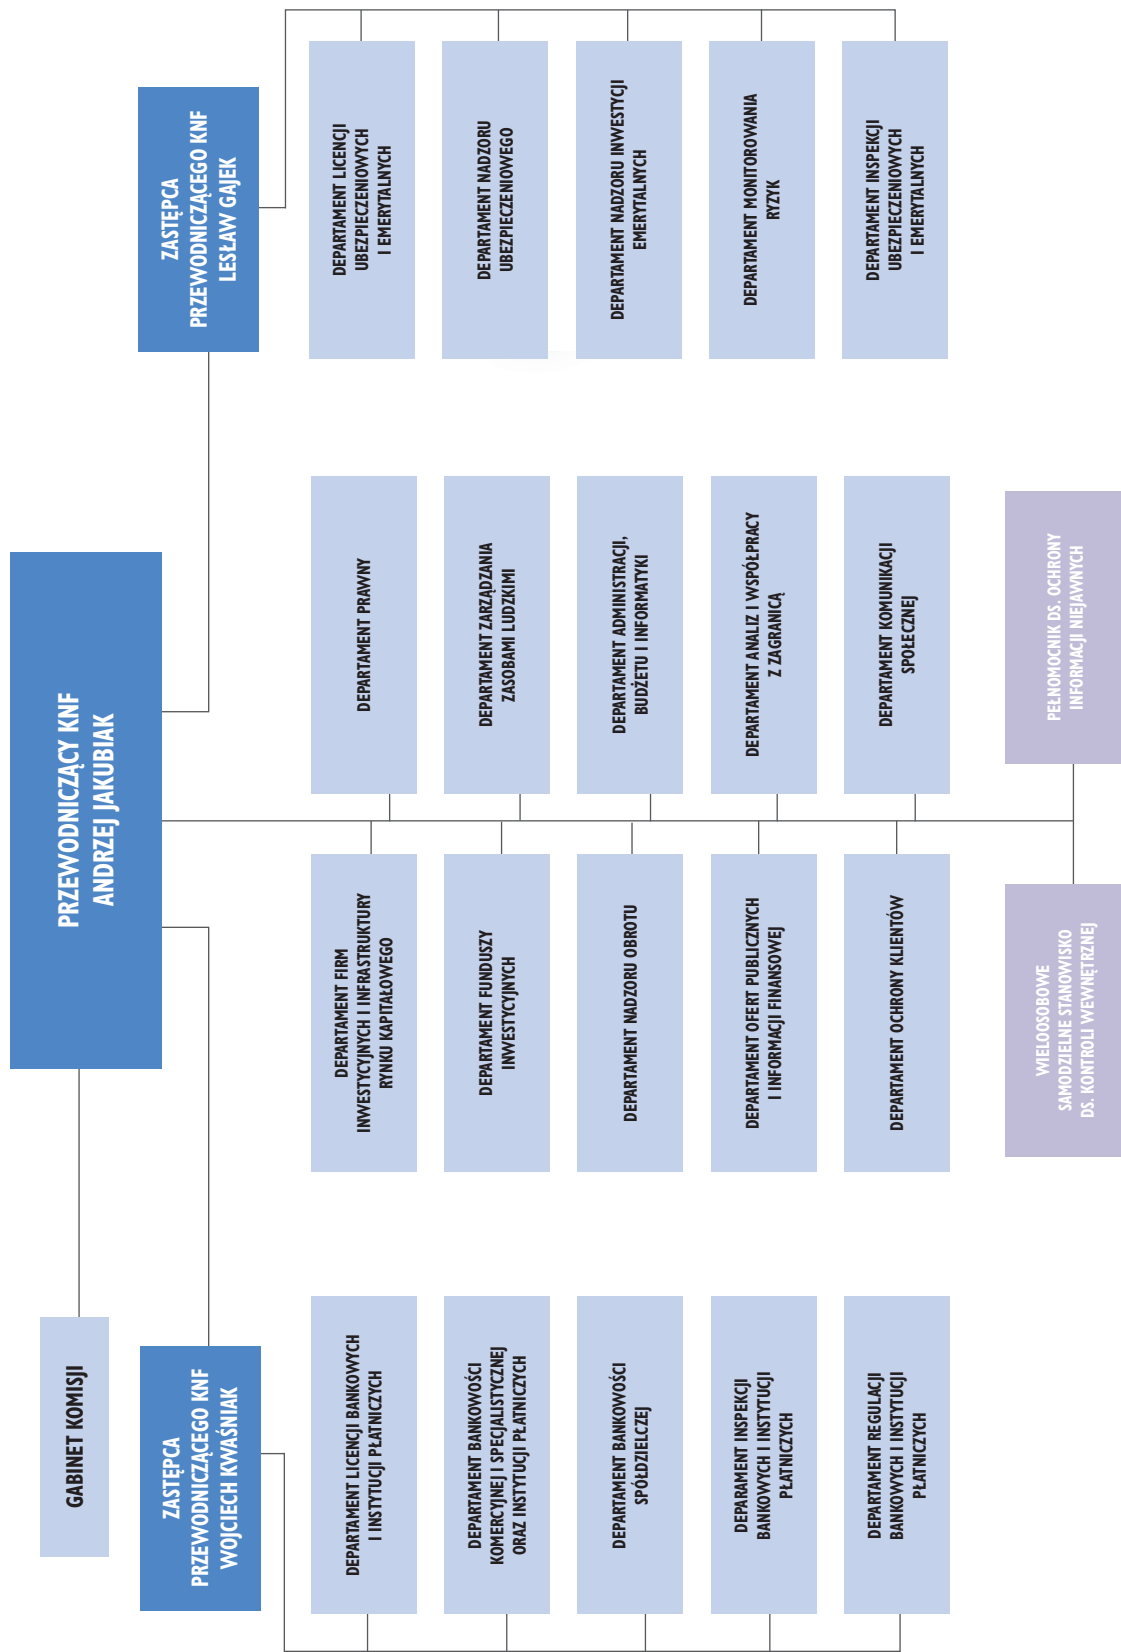 PRZEWODNICZĄCY KNF
ANDRZEJ JAKUBIAK
GABINET KOMISJI
ZASTĘPCA
PRZEWODNICZĄCEGO KNF
WOJCIECH KWAŚNIAK
ZASTĘPCA
PRZEWODNICZĄCEGO KNF
LESŁAW GAJEK
DEPARTAMENT LICENCJI BANKOWYCH
I INSTYTUCJI PŁATNICZYCH
DEPARTAMENT BANKOWOŚCI
KOMERCYJNEJ I SPECJALISTYCZNEJ
ORAZ INSTYTUCJI PŁATNICZYCH
DEPARTAMENT BANKOWOŚCI
SPÓŁDZIELCZEJ
DEPARAMENT INSPEKCJI
BANKOWYCH I INSTYTUCJI
PŁATNICZYCH
DEPARTAMENT REGULACJI
BANKOWYCH I INSTYTUCJI
PŁATNICZYCH
DEPARTAMENT FIRM
INWESTYCYJNYCH I INFRASTRUKTURY
RYNKU KAPITAŁOWEGO
DEPARTAMENT FUNDUSZY
INWESTYCYJNYCH
DEPARTAMENT NADZORU OBROTU
DEPARTAMENT OFERT PUBLICZNYCH
I INFORMACJI FINANSOWEJ
DEPARTAMENT OCHRONY KLIENTÓW
DEPARTAMENT PRAWNY
DEPARTAMENT ZARZĄDZANIA
ZASOBAMI LUDZKIMI
DEPARTAMENT ADMINISTRACJI,
BUDŻETU I INFORMATYKI
DEPARTAMENT ANALIZ I WSPÓŁPRACY
Z ZAGRANICĄ
DEPARTAMENT KOMUNIKACJI
SPOŁECZNEJ
DEPARTAMENT LICENCJI
UBEZPIECZENIOWYCH
I EMERYTALNYCH
DEPARTAMENT NADZORU
UBEZPIECZENIOWEGO
DEPARTAMENT NADZORU INWESTYCJI
EMERYTALNYCH
DEPARTAMENT MONITOROWANIA
RYZYK
DEPARTAMENT INSPEKCJI
UBEZPIECZENIOWYCH
I EMERYTALNYCH
WIELOOSOBOWE
SAMODZIELNE STANOWISKO
DS. KONTROLI WEWNĘTRZNEJ
PEŁNOMOCNIK DS. OCHRONY
INFORMACJI NIEJAWNYCH